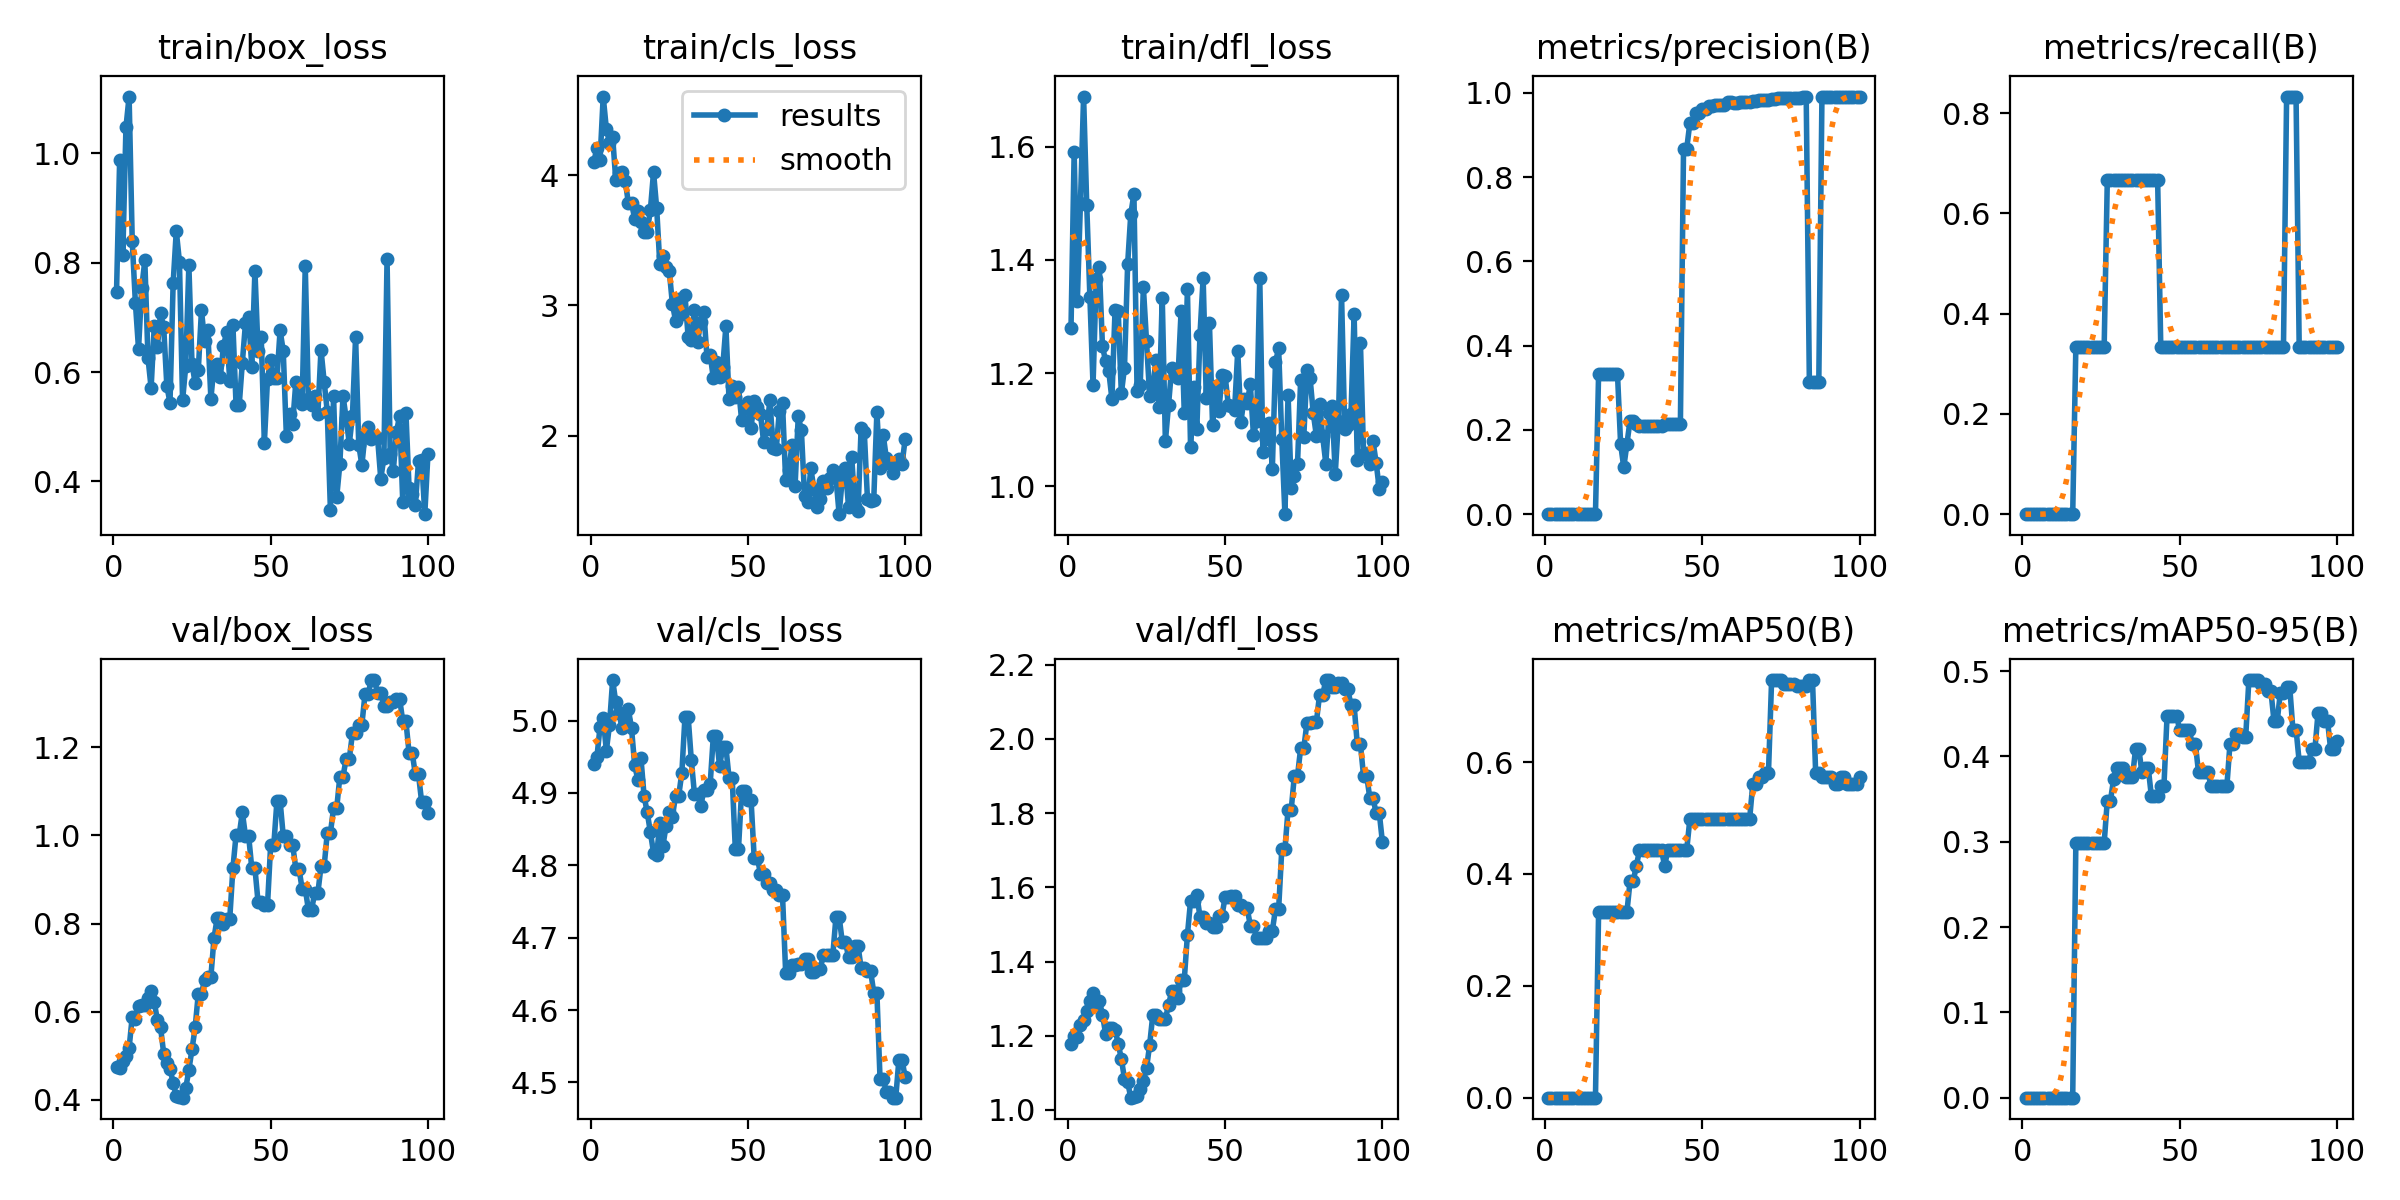 train/box_loss
1.0
0.8
0.6
0.4
0 50 100
train/cls_loss
results
smooth
4
3
2
0 50 100
train/dfl_loss
1.6
1.4
1.2
1.0
0 50 100
metrics/precision(B)
1.0
0.8
0.6
0.4
0.2
0.0
0 50 100
metrics/recall(B)
0.8
0.6
0.4
0.2
0.0
0 50 100
val/box_loss
1.2
1.0
0.8
0.6
0.4
0 50 100
val/cls_loss
5.0
4.9
4.8
4.7
4.6
4.5
0 50 100
val/dfl_loss
2.2
2.0
1.8
1.6
1.4
1.2
1.0
0 50 100
metrics/mAP50(B)
0.6
0.4
0.2
0.0
0 50 100
metrics/mAP50-95(B)
0.5
0.4
0.3
0.2
0.1
0.0
0 50 100